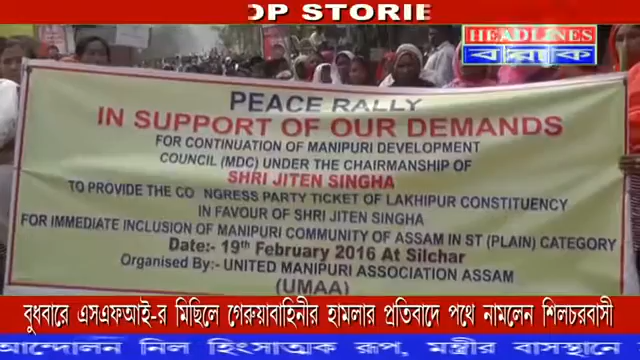 TOP STORIE
HEADLINES
বরাক
PEACE RALLY
IN SUPPORT OF OUR DEMANDS
FOR CONTINUATION OF MANIPURI DEVELOPMENT
COUNCIL (MDC) UNDER THE CHAIRMANSHIP OF
SHRI JITEN SINGHA
TO PROVIDE THE CO NGRESS PARTY TICKET OF LAKHIPUR CONSTITUENCY
IN FAVOUR OF SHRI JITEN SINGHA
FOR IMMEDIATE INCLUSION OF MANIPURI COMMUNITY OF ASSAM IN ST (PLAIN) CATEGORY
Date:- 19th February 2016 At Silchar
Organised By:- UNITED MANIPURI ASSOCIATION ASSAM
(UMAA)
বুধবারে এসএফআই-র মিছিলে গেরুয়াবাহিনীর হামলার প্রতিবাদে পথে নামলেন শিলচরবাসী
আন্দোলন নিল হিংসাত্মক রূপ, মন্ত্রীর বাসস্থানে